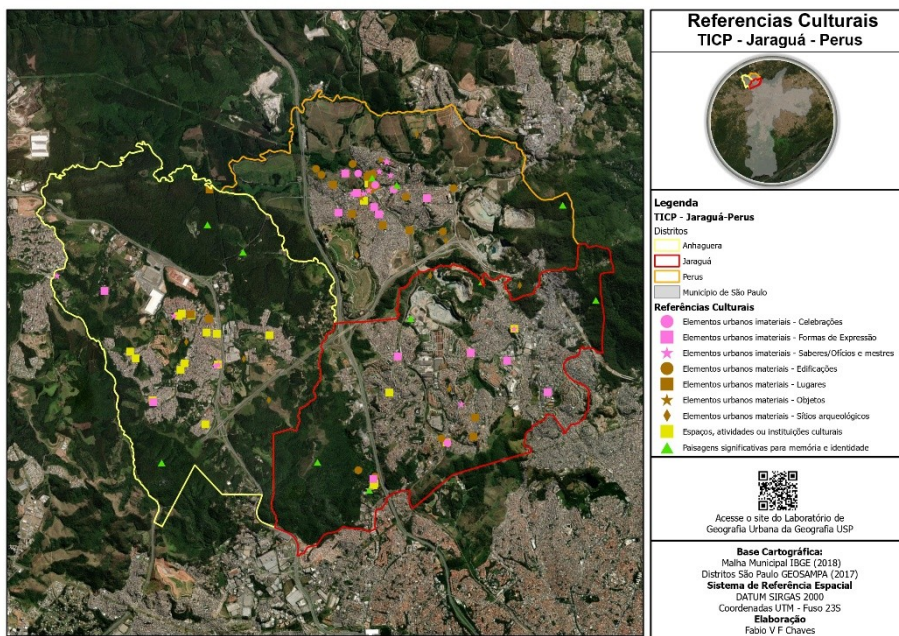 Referencias Culturais
TICP - Jaraguá - Perus
Legenda
TICP - Jaraguá-Perus
Distritos
Anhaguera
Jaraguá
Perus
Município de São Paulo
Referências Culturais
Elementos urbanos imateriais - Celebrações
Elementos urbanos imateriais - Formas de Expressão
Elementos urbanos imateriais - Saberes/Ofícios e mestres
Elementos urbanos materiais - Edificações
Elementos urbanos materiais - Lugares
Elementos urbanos materiais - Objetos
Elementos urbanos materiais - Sítios arqueológicos
Espaços, atividades ou instituições culturais
Paisagens significativas para memória e identidade
Acesse o site do Laboratório de
Geografia Urbana da Geografia USP
Base Cartográfica:
Malha Municipal IBGE (2018)
Distritos São Paulo GEOSAMPA (2017)
Sistema de Referência Espacial
DATUM SIRGAS 2000
Coordenadas UTM - Fuso 23S
Elaboração
Fabio V F Chaves